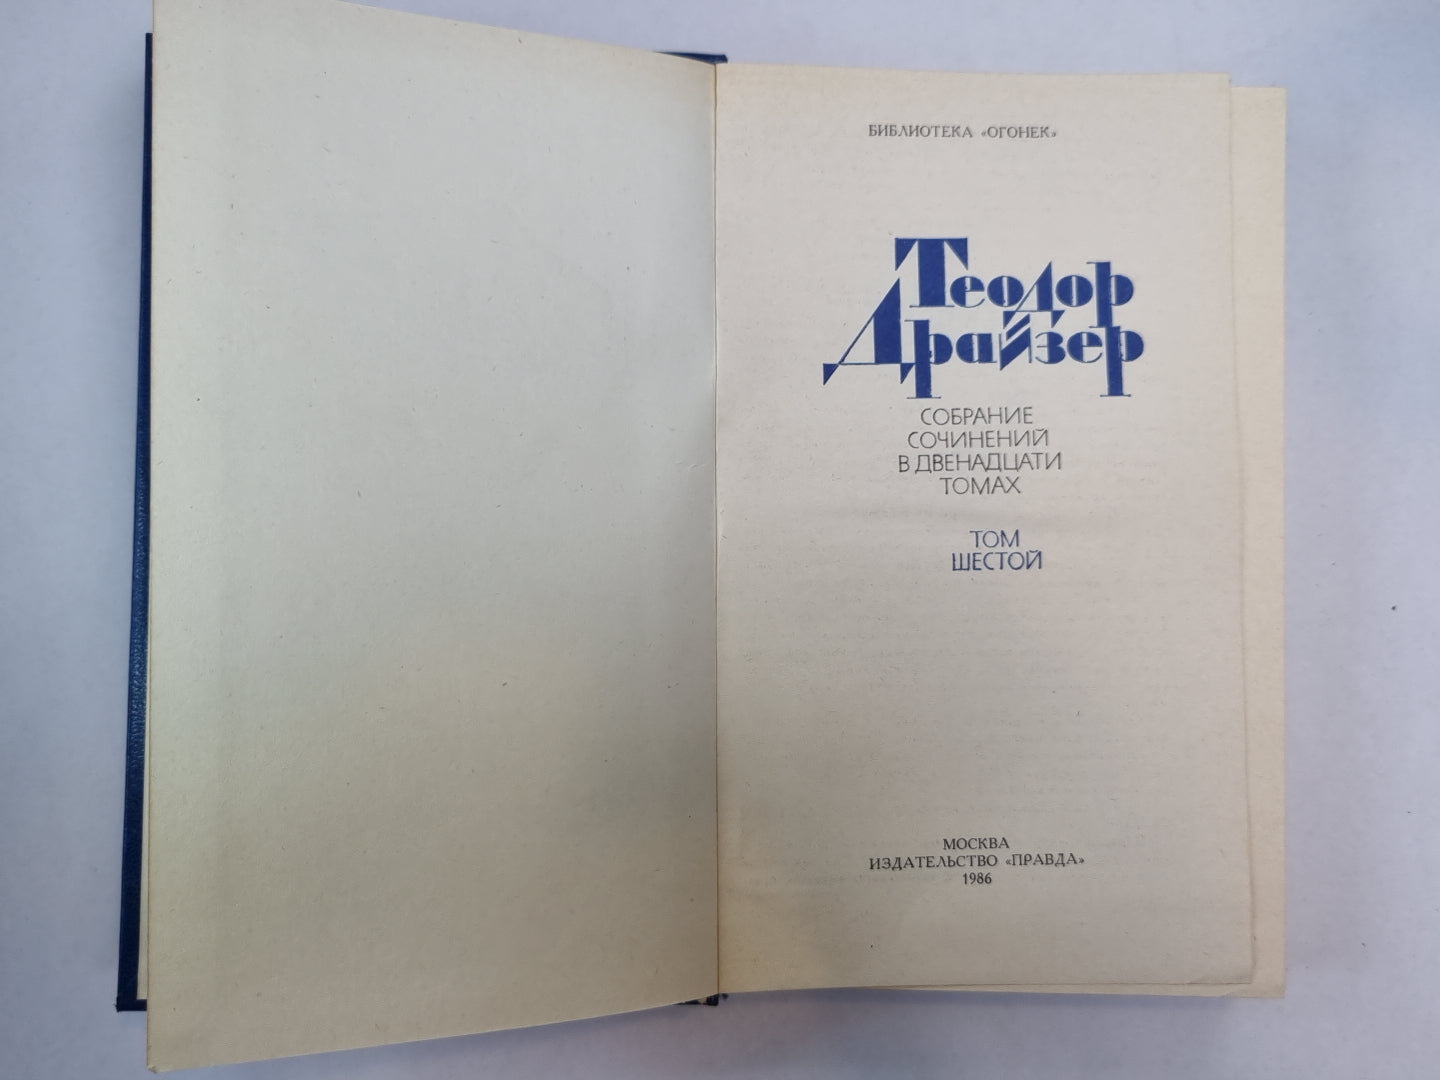 БИБЛИОТЕКА «ОГОНЕК»
Теодор
Драйзер
СОБРАНИЕ
СОЧИНЕНИЙ
В ДВЕНАДЦАТИ
ТОМАХ
ТОМ
ШЕСТОЙ
МОСКВА
ИЗДАТЕЛЬСТВО «ПРАВДА»
1986